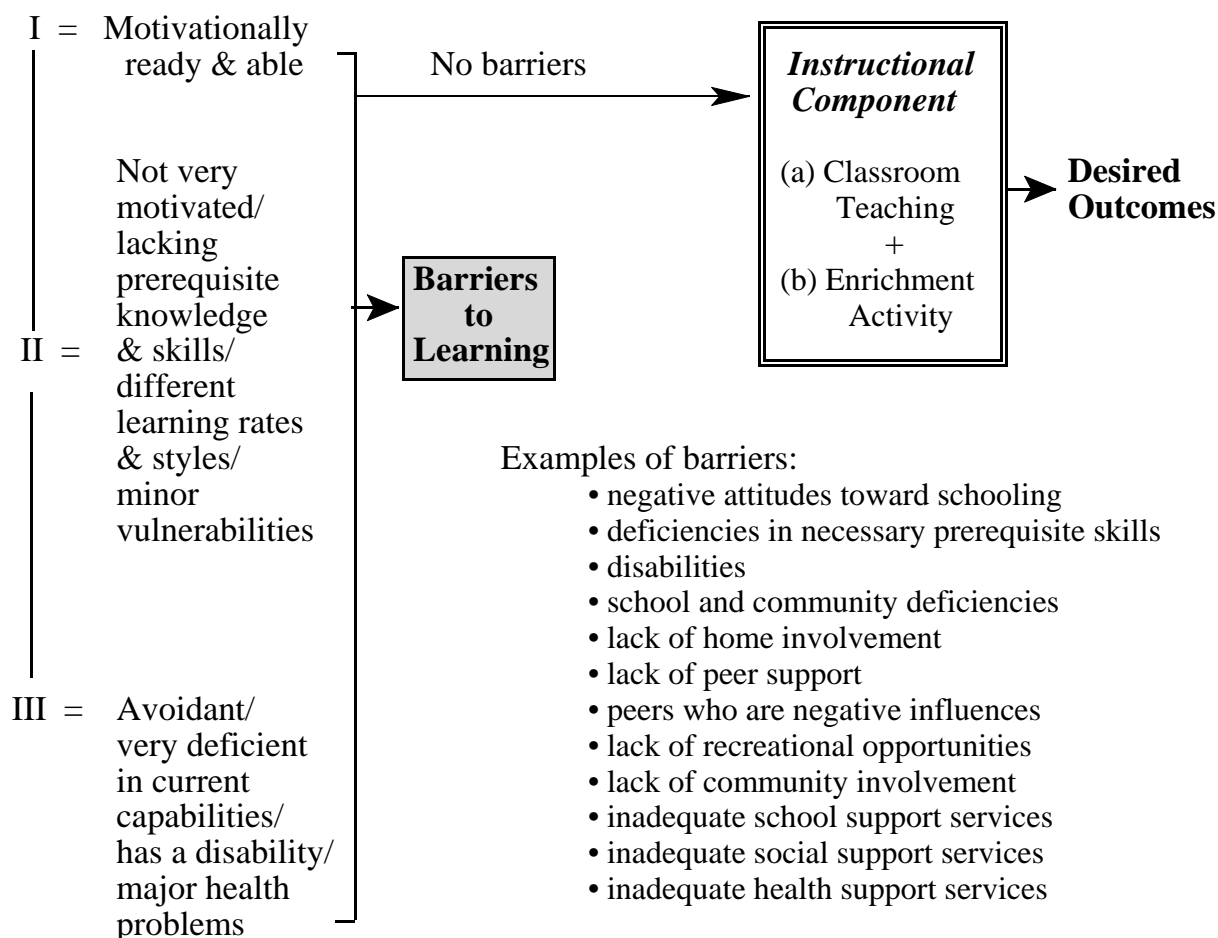 I = Motivationally
ready & able
No barriers
Instructional
Component
(a) Classroom
Teaching
+
(b) Enrichment
Activity
Desired
Outcomes
Not very
motivated/
lacking
prerequisite
knowledge
II = & skills/
different
learning rates
& styles/
minor
vulnerabilities
Barriers
to
Learning
III = Avoidant/
very deficient
in current
capabilities/
has a disability/
major health
problems
Examples of barriers:
• negative attitudes toward schooling
• deficiencies in necessary prerequisite skills
• disabilities
• school and community deficiencies
• lack of home involvement
• lack of peer support
• peers who are negative influences
• lack of recreational opportunities
• lack of community involvement
• inadequate school support services
• inadequate social support services
• inadequate health support services